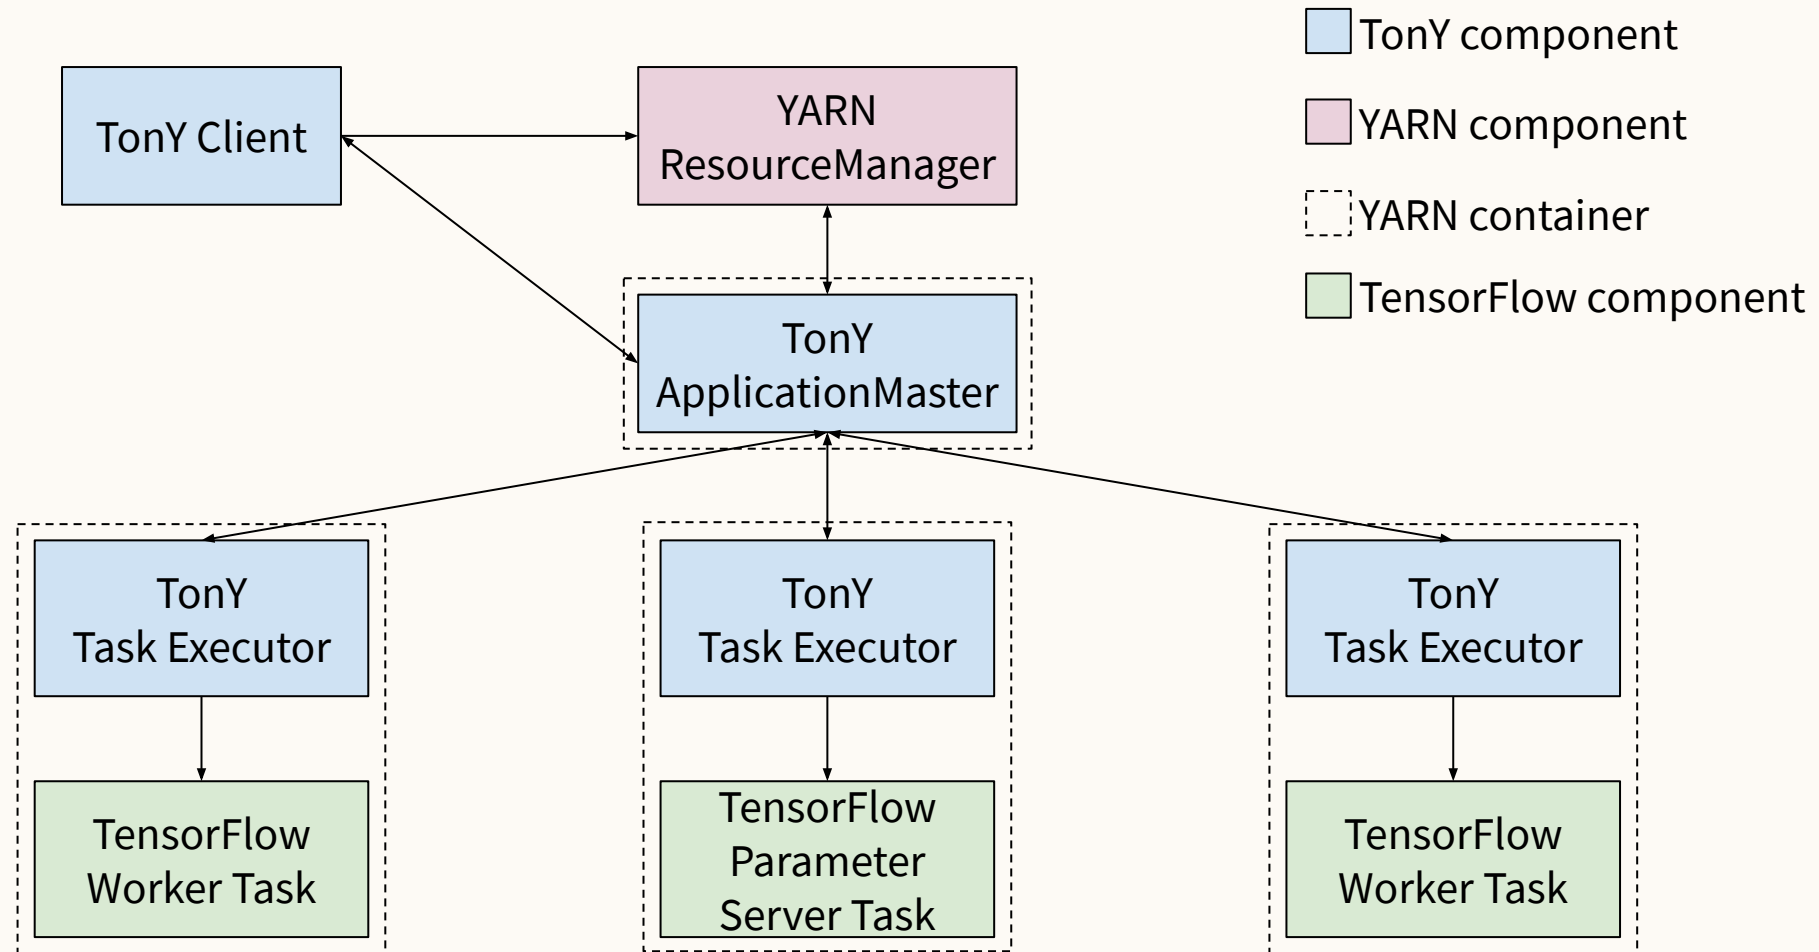 TonY Client
YARN
ResourceManager
TonY component
YARN component
YARN container
TensorFlow component
TonY
ApplicationMaster
TonY
Task Executor
TonY
Task Executor
TonY
Task Executor
TensorFlow
Worker Task
TensorFlow
Parameter
Server Task
TensorFlow
Worker Task